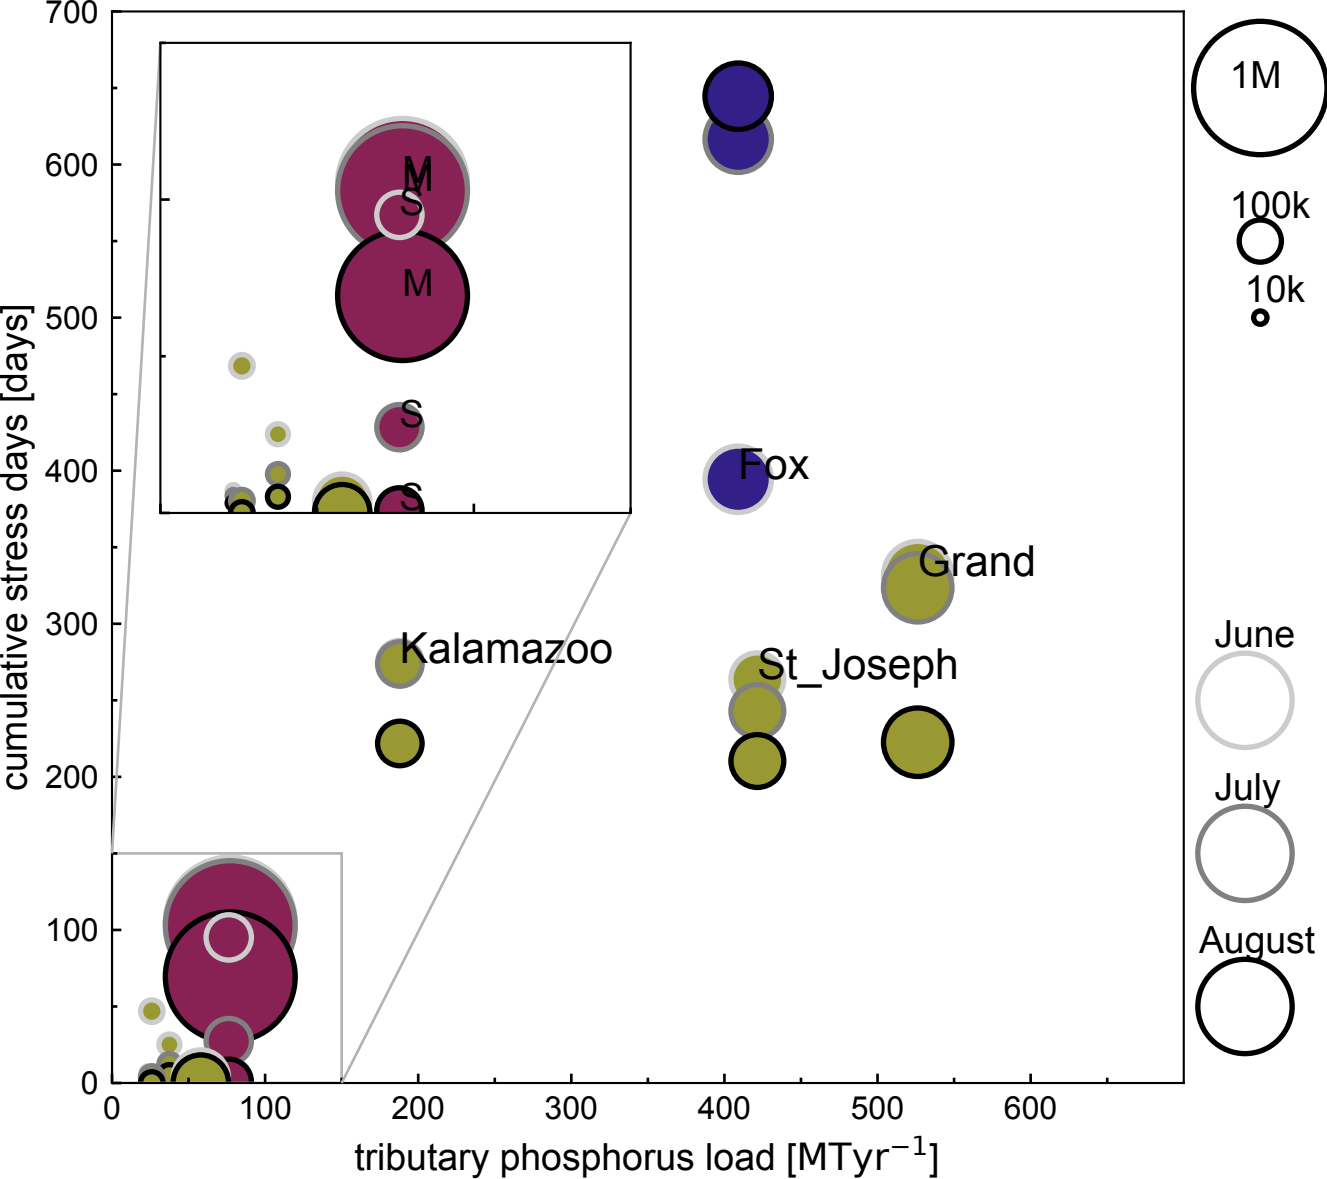 700
600
500
400
300
200
100
0
cumulative stress days [days]
M
M
S
M
S
S
Fox
Grand
Kalamazoo
St_Joseph
0 100 200 300 400 500 600
tributary phosphorus load [MTyr⁻¹]
1M
100k
10k
June
July
August